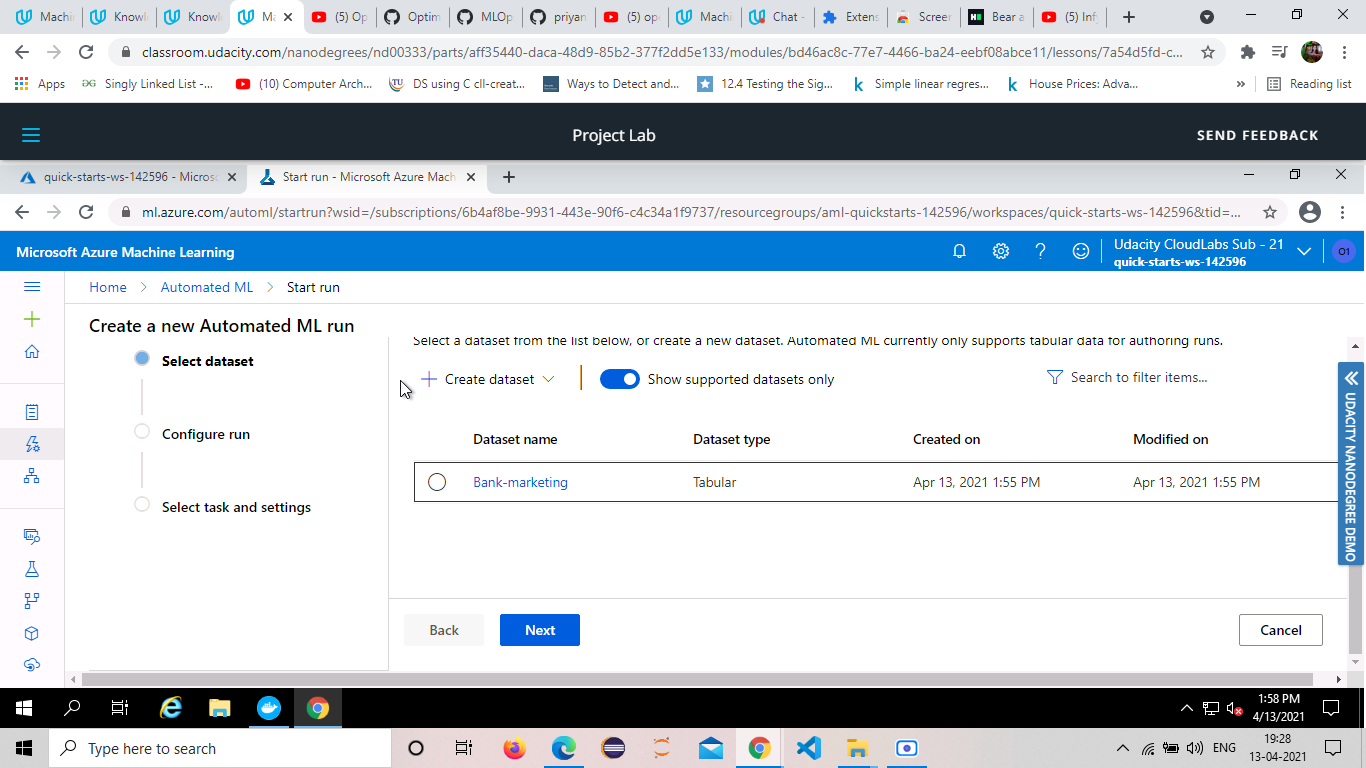 Machi
Knowl
Knowl
Ma
(5) Op
Optim
MLOp
priyan
(5) op
Machi
Chat -
Extens
Screer
Bear a
(5) Inf
classroom.udacity.com/nanodegrees/nd00333/parts/aff35440-daca-48d9-85b2-377f2dd5e133/modules/bd46ac8c-77e7-4466-ba24-eebf08abce11/lessons/7a54d5fd-c...
Apps
Singly Linked List -...
(10) Computer Arch...
DS using C cll-creat...
Ways to Detect and...
12.4 Testing the Sig...
Simple linear regres...
House Prices: Adva...
»
Reading list
Project Lab
SEND FEEDBACK
quick-starts-ws-142596 - Micros
Start run - Microsoft Azure Mach
ml.azure.com/automl/startrun?wsid=/subscriptions/6b4af8be-9931-443e-90f6-c4c34a1f9737/resourcegroups/aml-quickstarts-142596/workspaces/quick-starts-ws-142596&tid=...
Microsoft Azure Machine Learning
Udacity CloudLabs Sub - 21
quick-starts-ws-142596
O1
Home > Automated ML > Start run
Create a new Automated ML run
Select dataset
Configure run
Select task and settings
Select a dataset from the list below, or create a new dataset. Automated ML currently only supports tabular data for authoring runs.
Create dataset
Show supported datasets only
Search to filter items...
Dataset name Dataset type Created on Modified on
Bank-marketing Tabular Apr 13, 2021 1:55 PM Apr 13, 2021 1:55 PM
Back
Next
Cancel
UDACITY NANODEGREE DEMO
1:58 PM
4/13/2021
Type here to search
ENG
19:28
13-04-2021